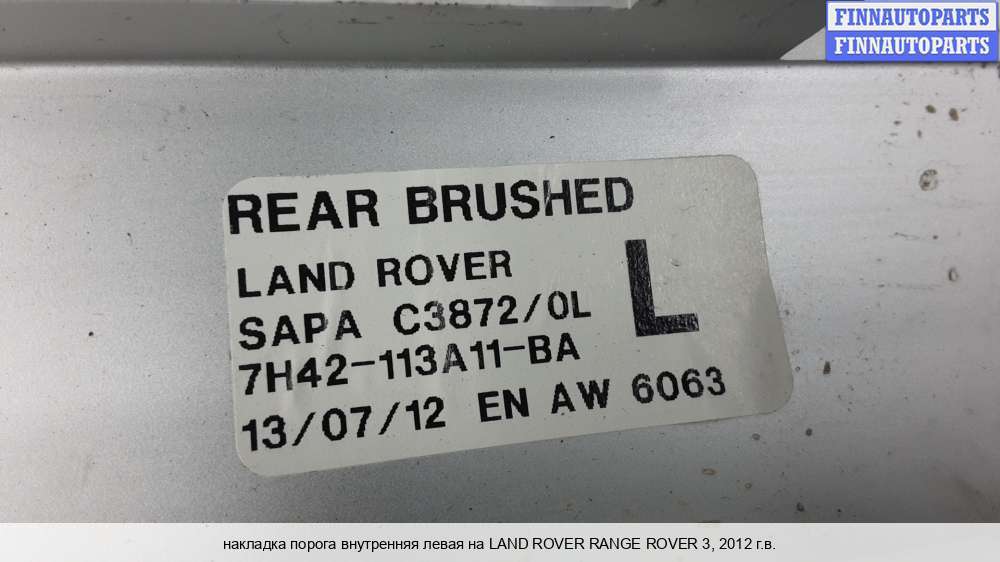 FINNAUTOPARTS
FINNAUTOPARTS
REAR BRUSHED
LAND ROVER
SAPA C3872/0L
L
7H42-113A11-BA
13/07/12 EN AW 6063
накладка порога внутренняя левая на LAND ROVER RANGE ROVER 3, 2012 г.в.